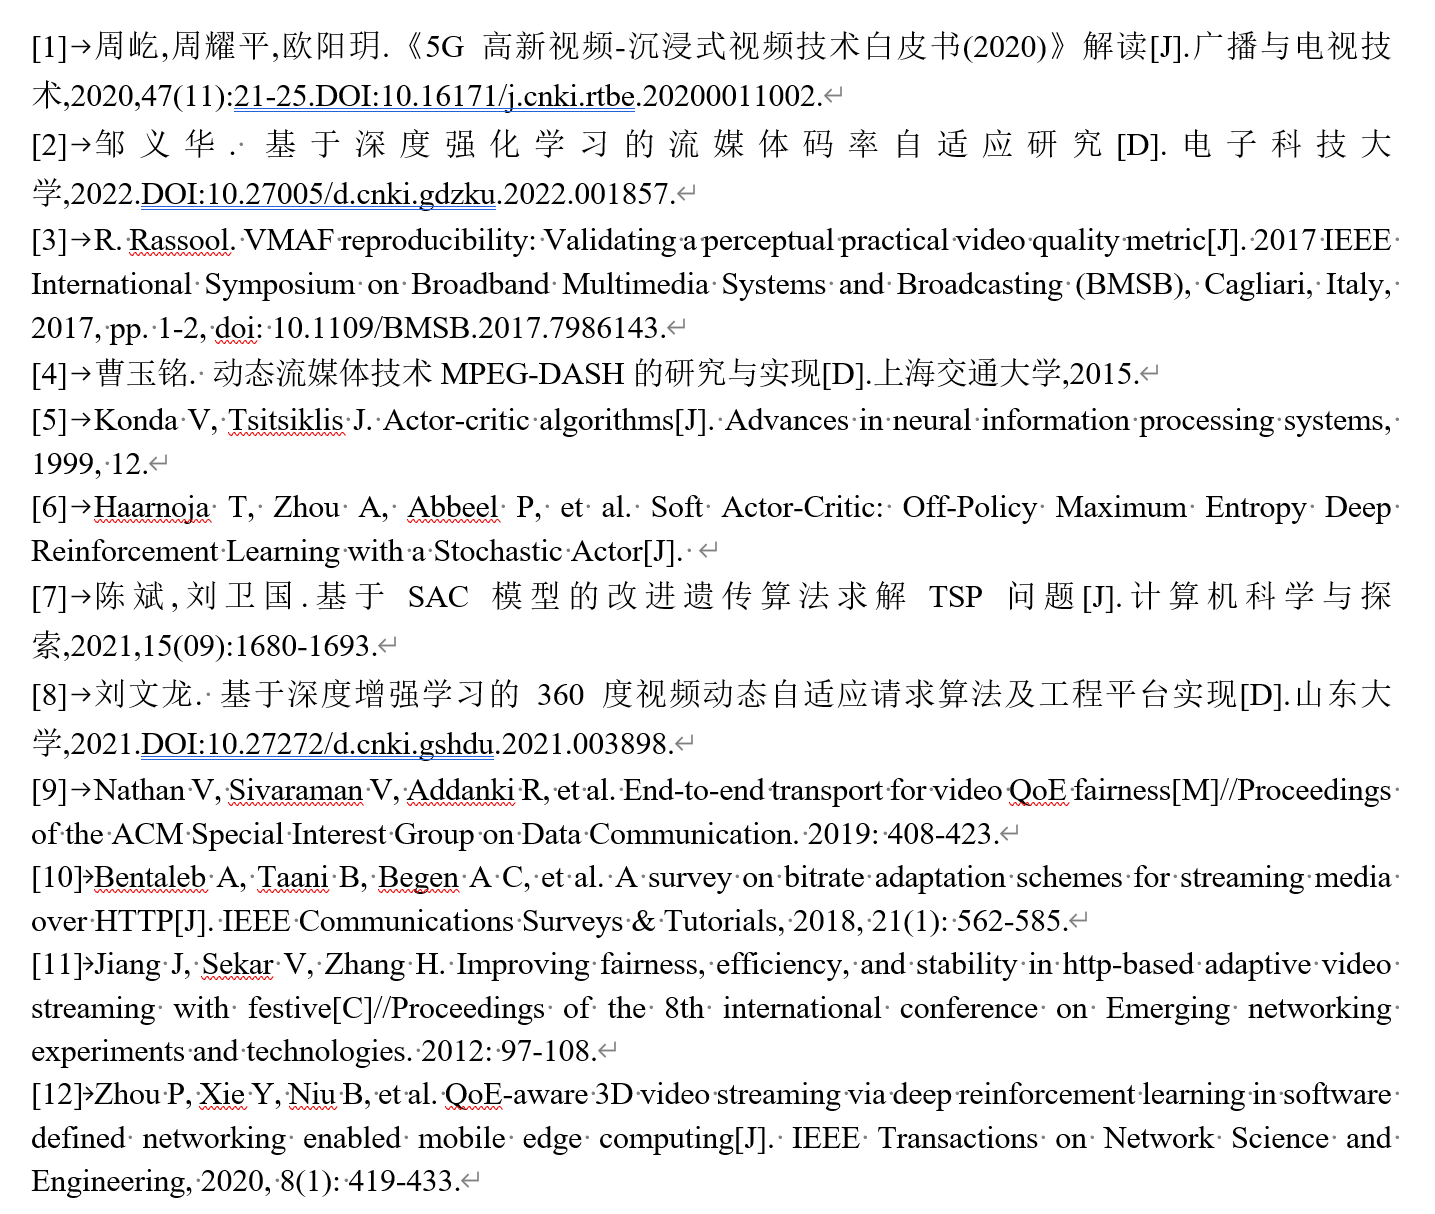 [1]→周屹,周耀平,欧阳玥.《5G 高新视频-沉浸式视频技术白皮书(2020)》解读[J].广播与电视技
术,2020,47(11):21-25.DOI:10.16171/j.cnki.rtbe.20200011002.↵
[2]→邹义华. 基于深度强化学习的流媒体码率自适应研究[D].电子科技大
学,2022.DOI:10.27005/d.cnki.gdzku.2022.001857.↵
[3]→R. Rassool. VMAF reproducibility: Validating a perceptual practical video quality metric[J]. 2017 IEEE
International Symposium on Broadband Multimedia Systems and Broadcasting (BMSB), Cagliari, Italy,
2017, pp. 1-2, doi: 10.1109/BMSB.2017.7986143.↵
[4]→曹玉铭. 动态流媒体技术 MPEG-DASH 的研究与实现[D].上海交通大学,2015.↵
[5]→Konda V, Tsitsiklis J. Actor-critic algorithms[J]. Advances in neural information processing systems,
1999, 12.↵
[6]→Haarnoja T, Zhou A, Abbeel P, et al. Soft Actor-Critic: Off-Policy Maximum Entropy Deep
Reinforcement Learning with a Stochastic Actor[J]. ↵
[7]→陈斌,刘卫国.基于 SAC 模型的改进遗传算法求解 TSP 问题[J].计算机科学与探
索,2021,15(09):1680-1693.↵
[8]→刘文龙. 基于深度增强学习的 360 度视频动态自适应请求算法及工程平台实现[D].山东大
学,2021.DOI:10.27272/d.cnki.gshdu.2021.003898.↵
[9]→Nathan V, Sivaraman V, Addanki R, et al. End-to-end transport for video QoE fairness[M]//Proceedings
of the ACM Special Interest Group on Data Communication. 2019: 408-423.↵
[10]→Bentaleb A, Taani B, Begen A C, et al. A survey on bitrate adaptation schemes for streaming media
over HTTP[J]. IEEE Communications Surveys & Tutorials, 2018, 21(1): 562-585.↵
[11]→Jiang J, Sekar V, Zhang H. Improving fairness, efficiency, and stability in http-based adaptive video
streaming with festive[C]//Proceedings of the 8th international conference on Emerging networking
experiments and technologies. 2012: 97-108.↵
[12]→Zhou P, Xie Y, Niu B, et al. QoE-aware 3D video streaming via deep reinforcement learning in software
defined networking enabled mobile edge computing[J]. IEEE Transactions on Network Science and
Engineering, 2020, 8(1): 419-433.↵